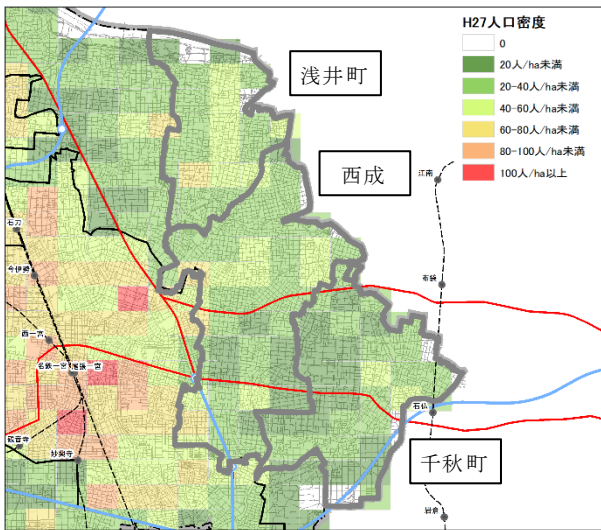 H27人口密度
0
20人/ha未満
20-40人/ha未満
40-60人/ha未満
60-80人/ha未満
80-100人/ha未満
100人/ha以上
浅井町
西成
千秋町
江南
布袋
石仏
岩倉
石刀
今伊勢
西一宮
名鉄一宮
尾張一宮
観音寺
妙興寺